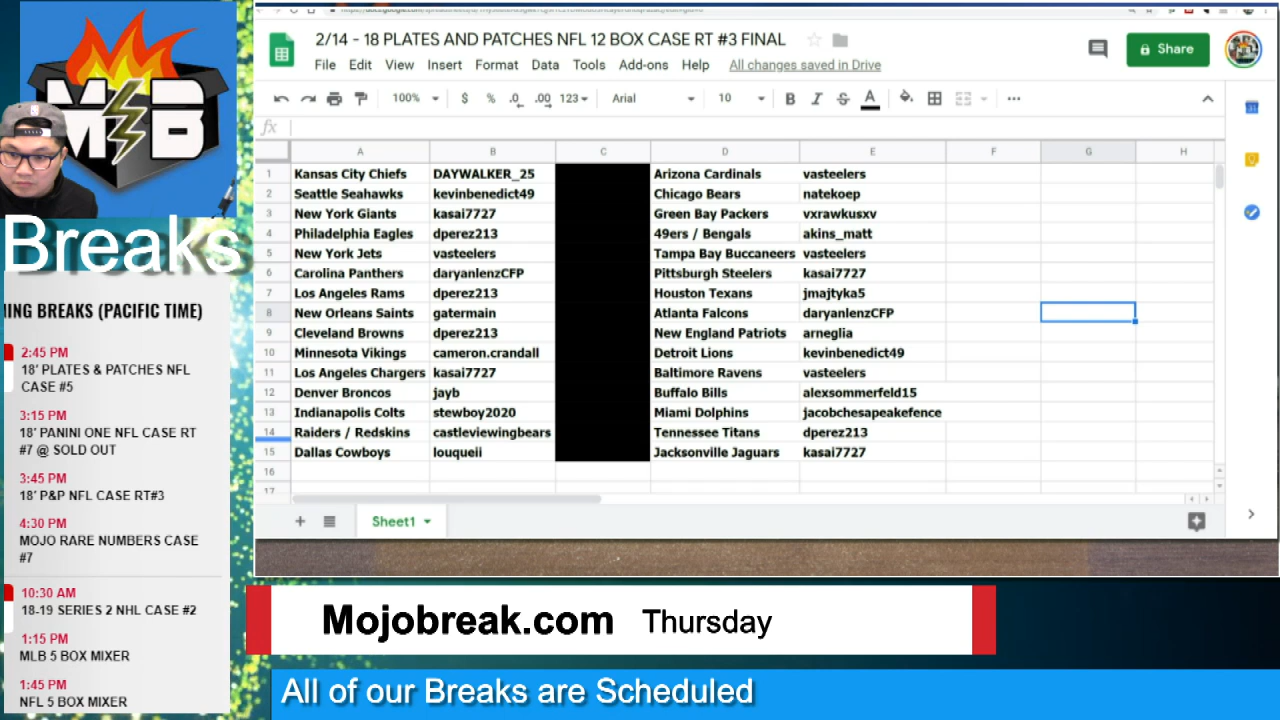 2/14 - 18 PLATES AND PATCHES NFL 12 BOX CASE RT #3 FINAL
File Edit View Insert Format Data Tools Add-ons Help All changes saved in Drive
Share
100% $ % .0 .00 123 Arial 10 B I S A
fx
A B C D E F G H
1 Kansas City Chiefs DAYWALKER_25 Arizona Cardinals vasteelers
2 Seattle Seahawks kevinbenedict49 Chicago Bears natekoep
3 New York Giants kasai7727 Green Bay Packers vxrawkusxv
4 Philadelphia Eagles dperez213 49ers / Bengals akins_matt
5 New York Jets vasteelers Tampa Bay Buccaneers vasteelers
6 Carolina Panthers daryanlenzCFP Pittsburgh Steelers kasai7727
7 Los Angeles Rams dperez213 Houston Texans jmajtyka5
8 New Orleans Saints gatermain Atlanta Falcons daryanlenzCFP
9 Cleveland Browns dperez213 New England Patriots arneglia
10 Minnesota Vikings cameron.crandall Detroit Lions kevinbenedict49
11 Los Angeles Chargers kasai7727 Baltimore Ravens vasteelers
12 Denver Broncos jayb Buffalo Bills alexsommerfeld15
13 Indianapolis Colts stewboy2020 Miami Dolphins jacobchesapeakefence
14 Raiders / Redskins castleviewingbears Tennessee Titans dperez213
15 Dallas Cowboys louqueii Jacksonville Jaguars kasai7727
16
17
Sheet1
MB
Breaks
ING BREAKS (PACIFIC TIME)
2:45 PM
18' PLATES & PATCHES NFL
CASE #5
3:15 PM
18' PANINI ONE NFL CASE RT
#7 @ SOLD OUT
3:45 PM
18' P&P NFL CASE RT#3
4:30 PM
MOJO RARE NUMBERS CASE
#7
10:30 AM
18-19 SERIES 2 NHL CASE #2
1:15 PM
MLB 5 BOX MIXER
1:45 PM
NFL 5 BOX MIXER
Mojobreak.com Thursday
All of our Breaks are Scheduled